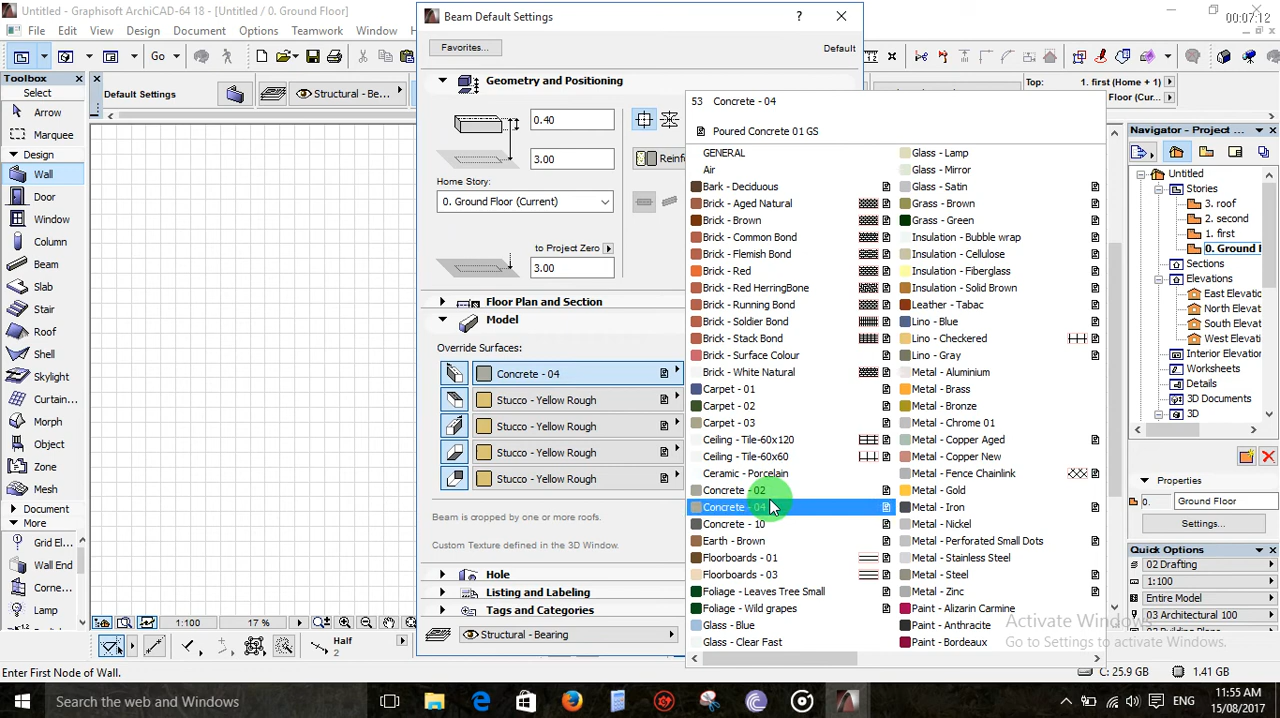 Untitled - Graphisoft ArchiCAD-64 18 - [Untitled / 0. Ground Floor]
File Edit View Design Document Options Teamwork Window
Go
Toolbox
Select
Arrow
Marquee
Design
Wall
Door
Window
Column
Beam
Slab
Stair
Roof
Shell
Skylight
Curtain...
Morph
Object
Zone
Mesh
Document
More
Grid El...
Wall End
Corne...
Lamp
Default Settings
Structural - Be...
1:100
17 %
Half
2
Enter First Node of Wall.
Beam Default Settings
?
Favorites...
Default
Geometry and Positioning
0.40
3.00
Home Story:
0. Ground Floor (Current)
to Project Zero
3.00
Reinf
Floor Plan and Section
Model
Override Surfaces:
Concrete - 04
Stucco - Yellow Rough
Stucco - Yellow Rough
Stucco - Yellow Rough
Stucco - Yellow Rough
Beam is cropped by one or more roofs.
Custom Texture defined in the 3D Window.
Hole
Listing and Labeling
Tags and Categories
Structural - Bearing
53 Concrete - 04
Poured Concrete 01 GS
GENERAL
Air
Bark - Deciduous
Brick - Aged Natural
Brick - Brown
Brick - Common Bond
Brick - Flemish Bond
Brick - Red
Brick - Red HerringBone
Brick - Running Bond
Brick - Soldier Bond
Brick - Stack Bond
Brick - Surface Colour
Brick - White Natural
Carpet - 01
Carpet - 02
Carpet - 03
Ceiling - Tile-60x120
Ceiling - Tile-60x60
Ceramic - Porcelain
Concrete - 02
Concrete - 04
Concrete - 10
Earth - Brown
Floorboards - 01
Floorboards - 03
Foliage - Leaves Tree Small
Foliage - Wild grapes
Glass - Blue
Glass - Clear Fast
Glass - Lamp
Glass - Mirror
Glass - Satin
Grass - Brown
Grass - Green
Insulation - Bubble wrap
Insulation - Cellulose
Insulation - Fiberglass
Insulation - Solid Brown
Leather - Tabac
Lino - Blue
Lino - Checkered
Lino - Gray
Metal - Aluminium
Metal - Brass
Metal - Bronze
Metal - Chrome 01
Metal - Copper Aged
Metal - Copper New
Metal - Fence Chainlink
Metal - Gold
Metal - Iron
Metal - Nickel
Metal - Perforated Small Dots
Metal - Stainless Steel
Metal - Steel
Metal - Zinc
Paint - Alizarin Carmine
Paint - Anthracite
Paint - Bordeaux
00:07:12
Top: 1. first (Home + 1)
Floor (Cur...
Navigator - Project ...
Untitled
Stories
3. roof
2. second
1. first
0. Ground F
Sections
Elevations
East Elevati
North Elevat
South Elevat
West Elevati
Interior Elevation
Worksheets
Details
3D Documents
3D
Properties
0. Ground Floor
Settings...
Quick Options
02 Drafting
1:100
Entire Model
03 Architectural 100
Activate Windows
Go to Settings to activate Windows.
C: 25.9 GB 1.41 GB
Search the web and Windows
ENG
11:55 AM
15/08/2017